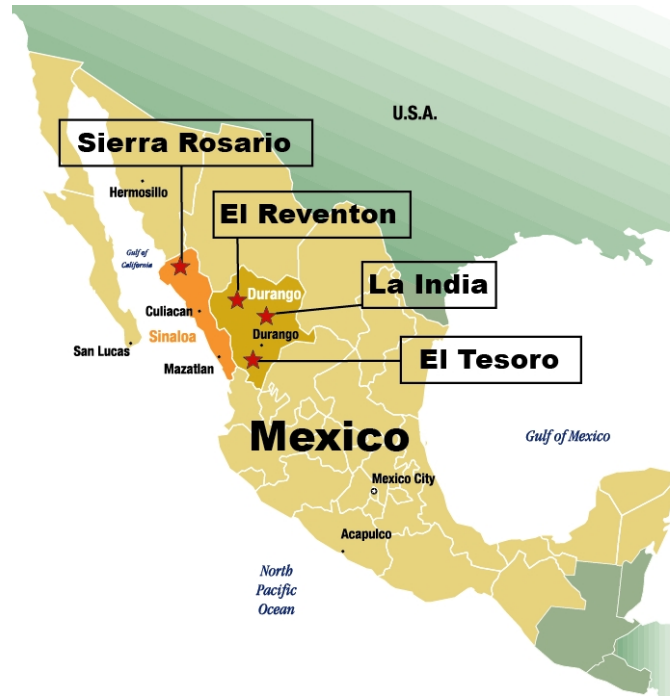 U.S.A.
Sierra Rosario
Hermosillo
El Reventon
Gulf of
California
La India
Durango
Culiacan
Sinaloa
Durango
San Lucas
El Tesoro
Mazatlan
Mexico
Gulf of Mexico
Mexico City
Acapulco
North
Pacific
Ocean